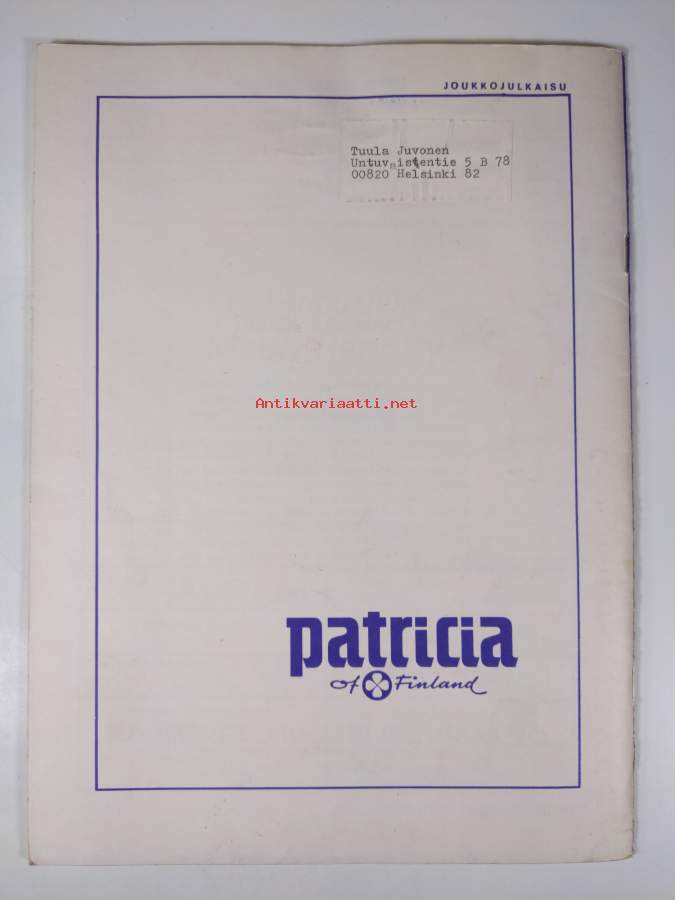 JOUKKOJULKAISU
Tuula Juvonen
Untuvaistentie 5 B 78
00820 Helsinki 82
Antikvariaatti.net
patricia
of Finland